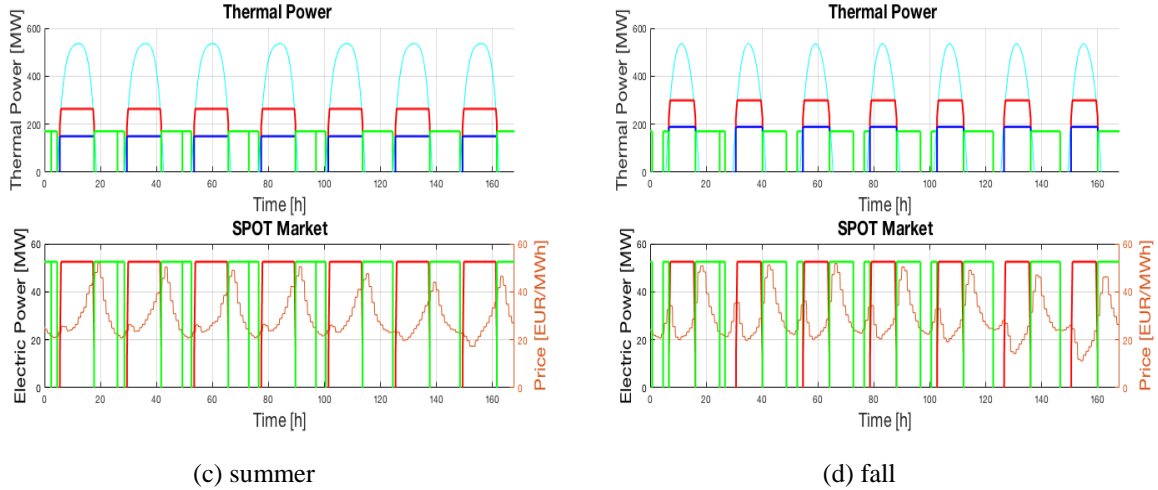 Thermal Power
Thermal Power [MW]
600
400
200
0
0 20 40 60 80 100 120 140 160
Time [h]
SPOT Market
Electric Power [MW]
60
40
20
0
60
40
20
0
Price [EUR/MWh]
0 20 40 60 80 100 120 140 160
Time [h]
(c) summer
Thermal Power
Thermal Power [MW]
600
400
200
0
0 20 40 60 80 100 120 140 160
Time [h]
SPOT Market
Electric Power [MW]
60
40
20
0
60
40
20
0
Price [EUR/MWh]
0 20 40 60 80 100 120 140 160
Time [h]
(d) fall